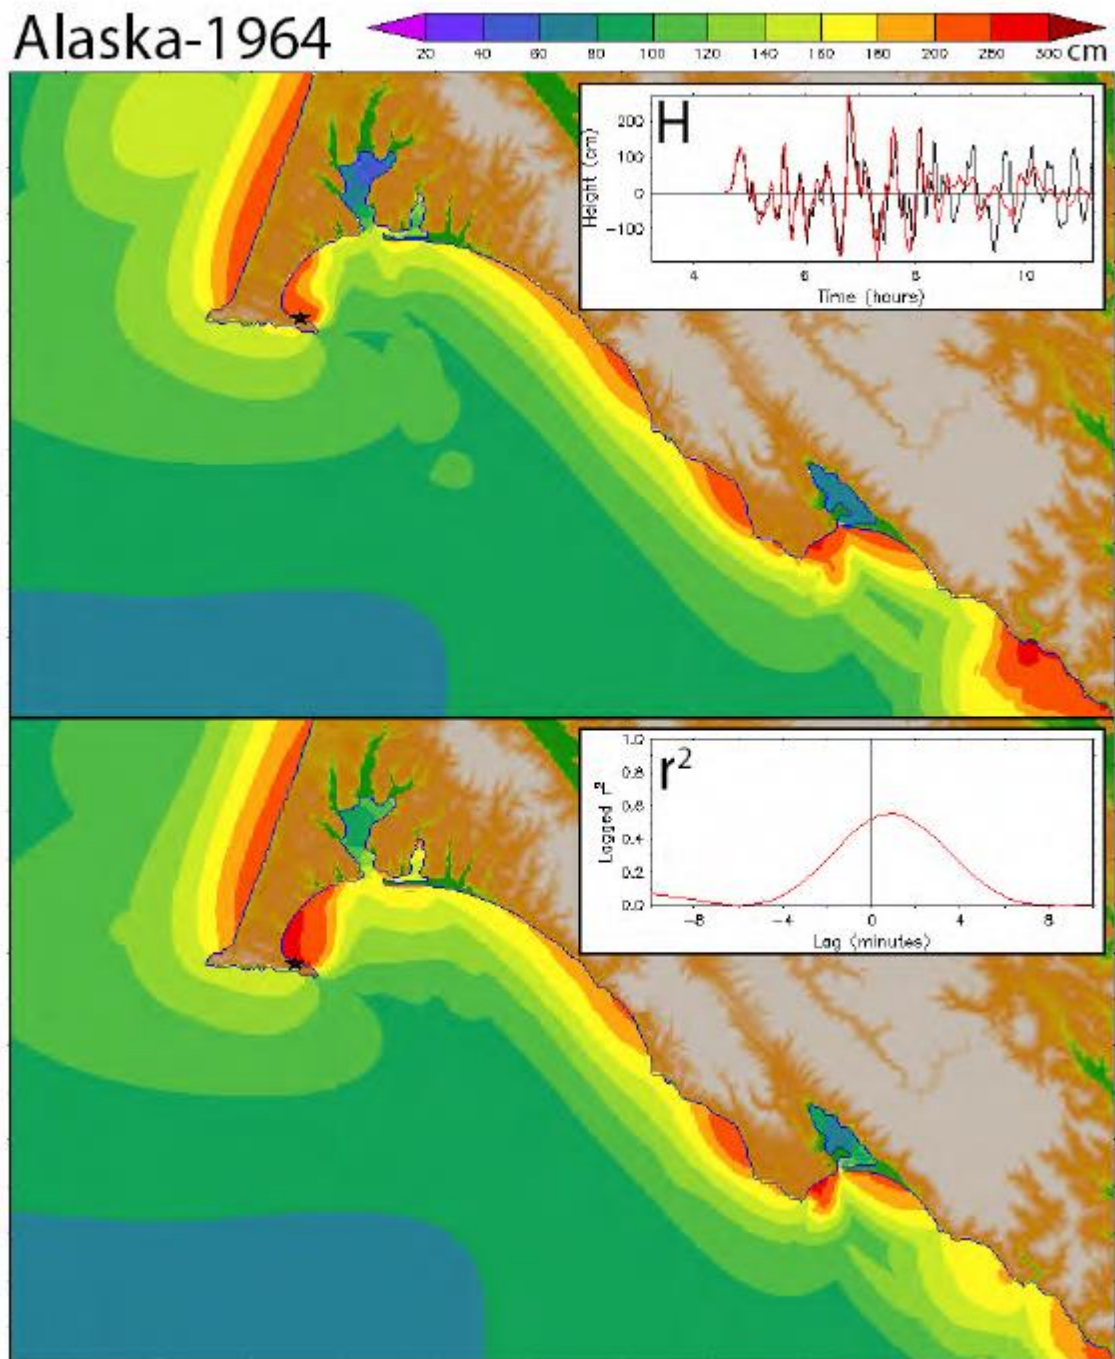 Alaska-1964
20 40 60 80 100 120 140 160 180 200 280 300 cm
H
Height (cm)
200
100
0
-100
4 6 8 10
Time (hours)
r²
Lagged r²
1.0
0.8
0.6
0.4
0.2
0.0
-8 -4 0 4 8
Lag (minutes)